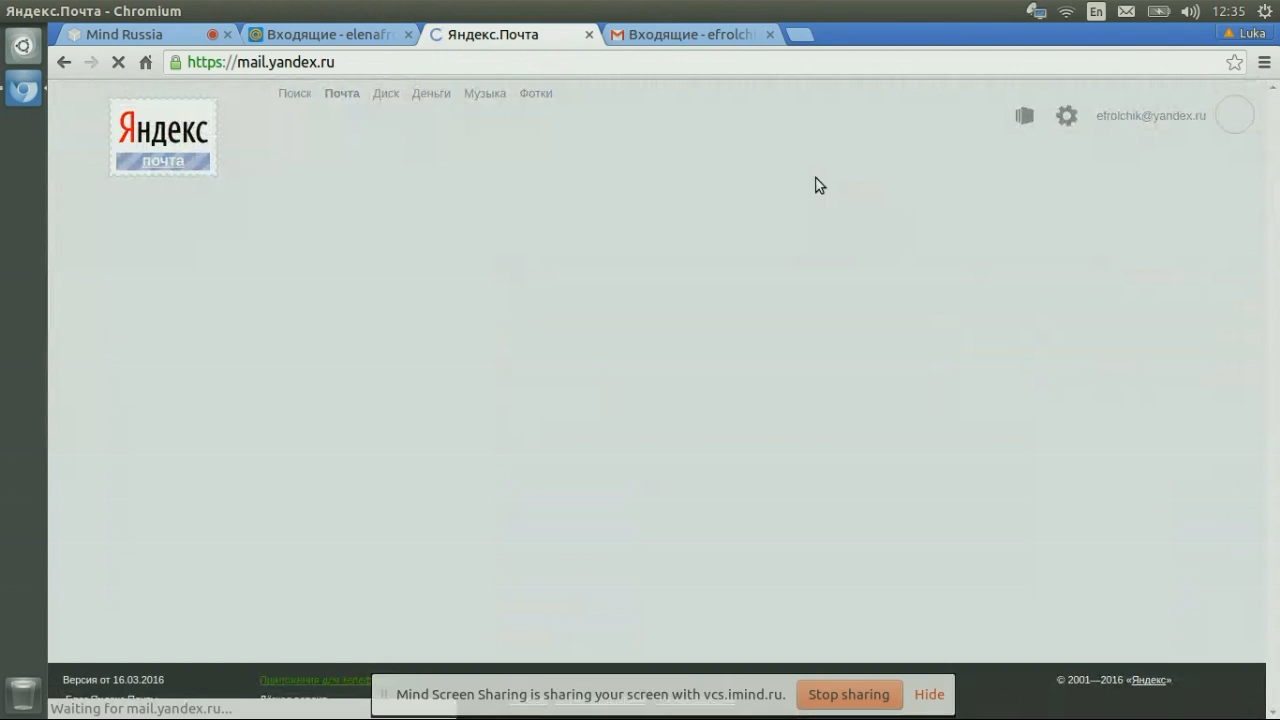 Яндекс.Почта - Chromium
En
12:35
Mind Russia
Входящие - elenafr
Яндекс.Почта
Входящие - efrolch
Luka
https://mail.yandex.ru
Поиск Почта Диск Деньги Музыка Фотки
Яндекс
почта
efrolchik@yandex.ru
Версия от 16.03.2016
Приложения для телеф
© 2001—2016 «Яндекс»
Mind Screen Sharing is sharing your screen with vcs.imind.ru.
Stop sharing
Hide
Waiting for mail.yandex.ru...